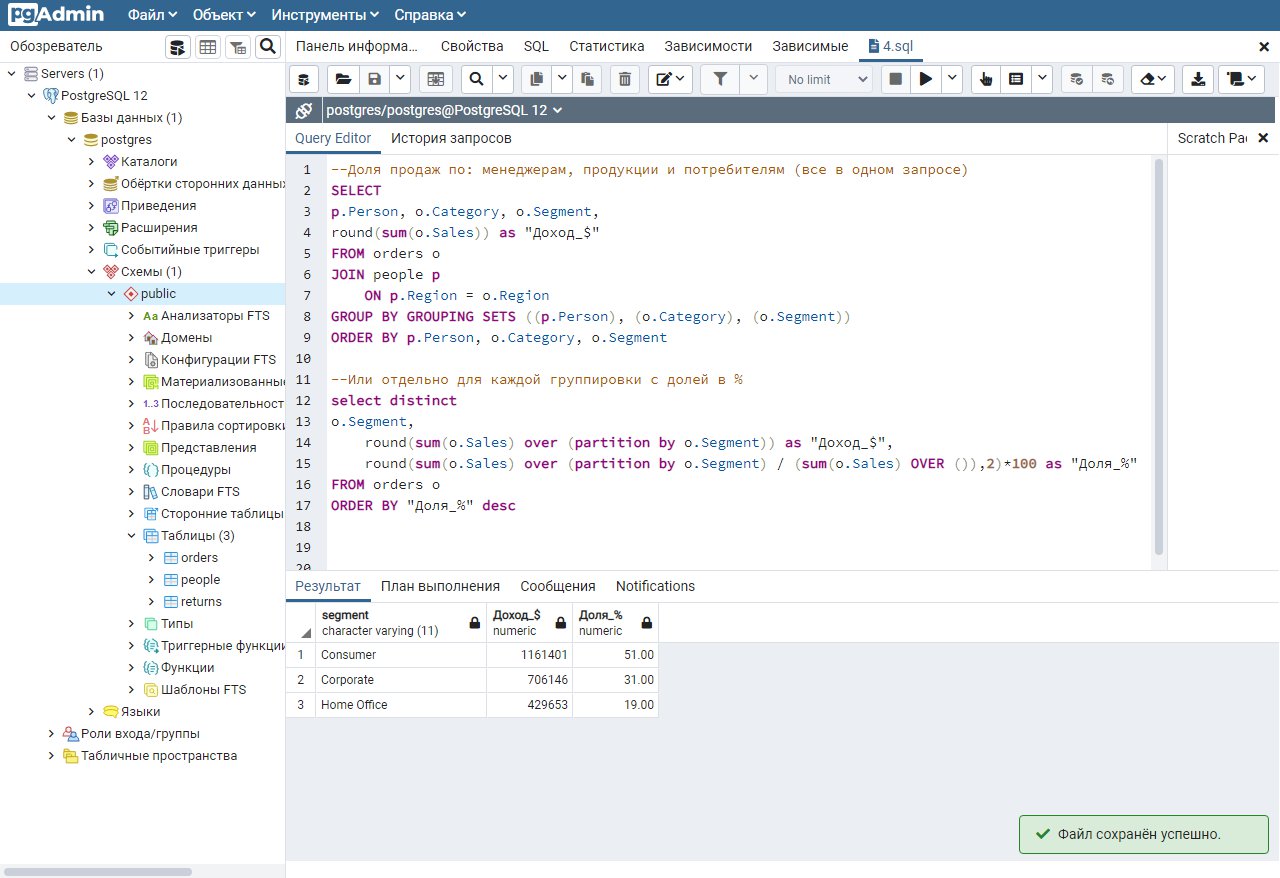 pgAdmin Файл Объект Инструменты Справка
Обозреватель
Панель информа... Свойства SQL Статистика Зависимости Зависимые 4.sql
No limit
postgres/postgres@PostgreSQL 12
Query Editor История запросов
Scratch Pa
Servers (1)
PostgreSQL 12
Базы данных (1)
postgres
Каталоги
Обёртки сторонних данны
Приведения
Расширения
Событийные триггеры
Схемы (1)
public
Анализаторы FTS
Домены
Конфигурации FTS
Материализованные
Последовательност
Правила сортировки
Представления
Процедуры
Словари FTS
Сторонние таблицы
Таблицы (3)
orders
people
returns
Типы
Триггерные функции
Функции
Шаблоны FTS
Языки
Роли входа/группы
Табличные пространства
1 --Доля продаж по: менеджерам, продукции и потребителям (все в одном запросе)
2 SELECT
3 p.Person, o.Category, o.Segment,
4 round(sum(o.Sales)) as "Доход_$"
5 FROM orders o
6 JOIN people p
7 ON p.Region = o.Region
8 GROUP BY GROUPING SETS ((p.Person), (o.Category), (o.Segment))
9 ORDER BY p.Person, o.Category, o.Segment
10
11 --Или отдельно для каждой группировки с долей в %
12 select distinct
13 o.Segment,
14 round(sum(o.Sales) over (partition by o.Segment)) as "Доход_$",
15 round(sum(o.Sales) over (partition by o.Segment) / (sum(o.Sales) OVER ()),2)*100 as "Доля_%"
16 FROM orders o
17 ORDER BY "Доля_%" desc
18
19
20
Результат План выполнения Сообщения Notifications
segment Доход_$ Доля_%
character varying (11) numeric numeric
1 Consumer 1161401 51.00
2 Corporate 706146 31.00
3 Home Office 429653 19.00
Файл сохранён успешно.